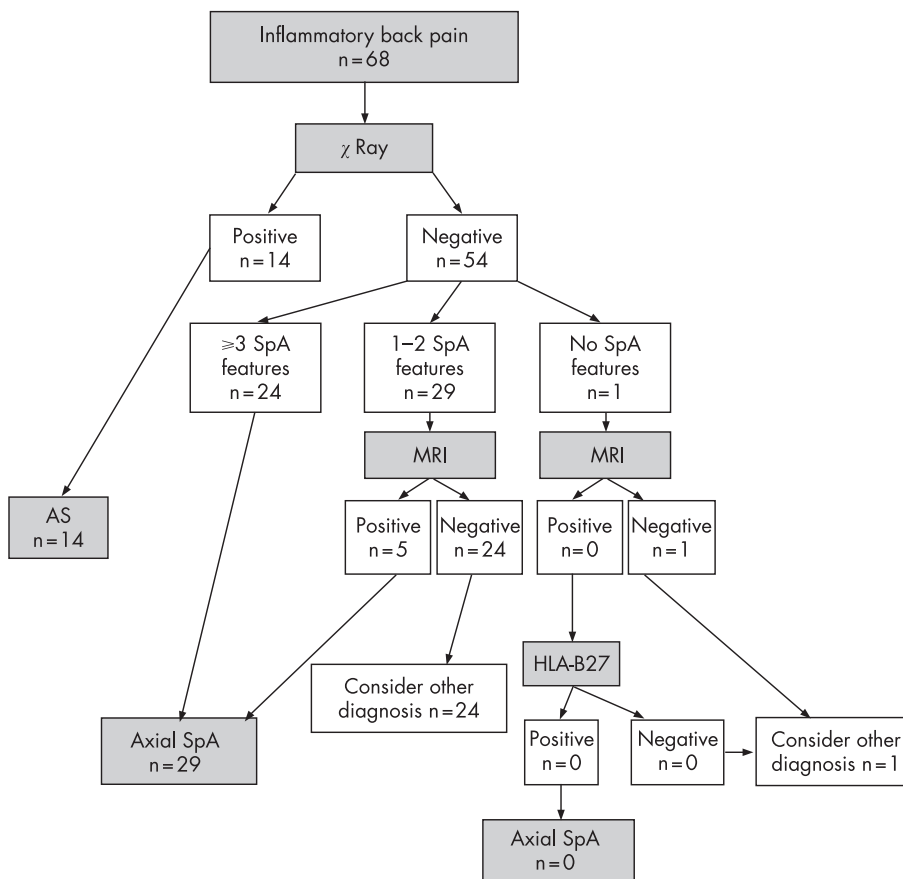 Inflammatory back pain
n=68
χ Ray
Positive
n=14
Negative
n=54
⩾3 SpA
features
n=24
1–2 SpA
features
n=29
No SpA
features
n=1
MRI
MRI
AS
n=14
Positive
n=5
Negative
n=24
Positive
n=0
Negative
n=1
HLA-B27
Consider other
diagnosis n=24
Axial SpA
n=29
Positive
n=0
Negative
n=0
Consider other
diagnosis n=1
Axial SpA
n=0